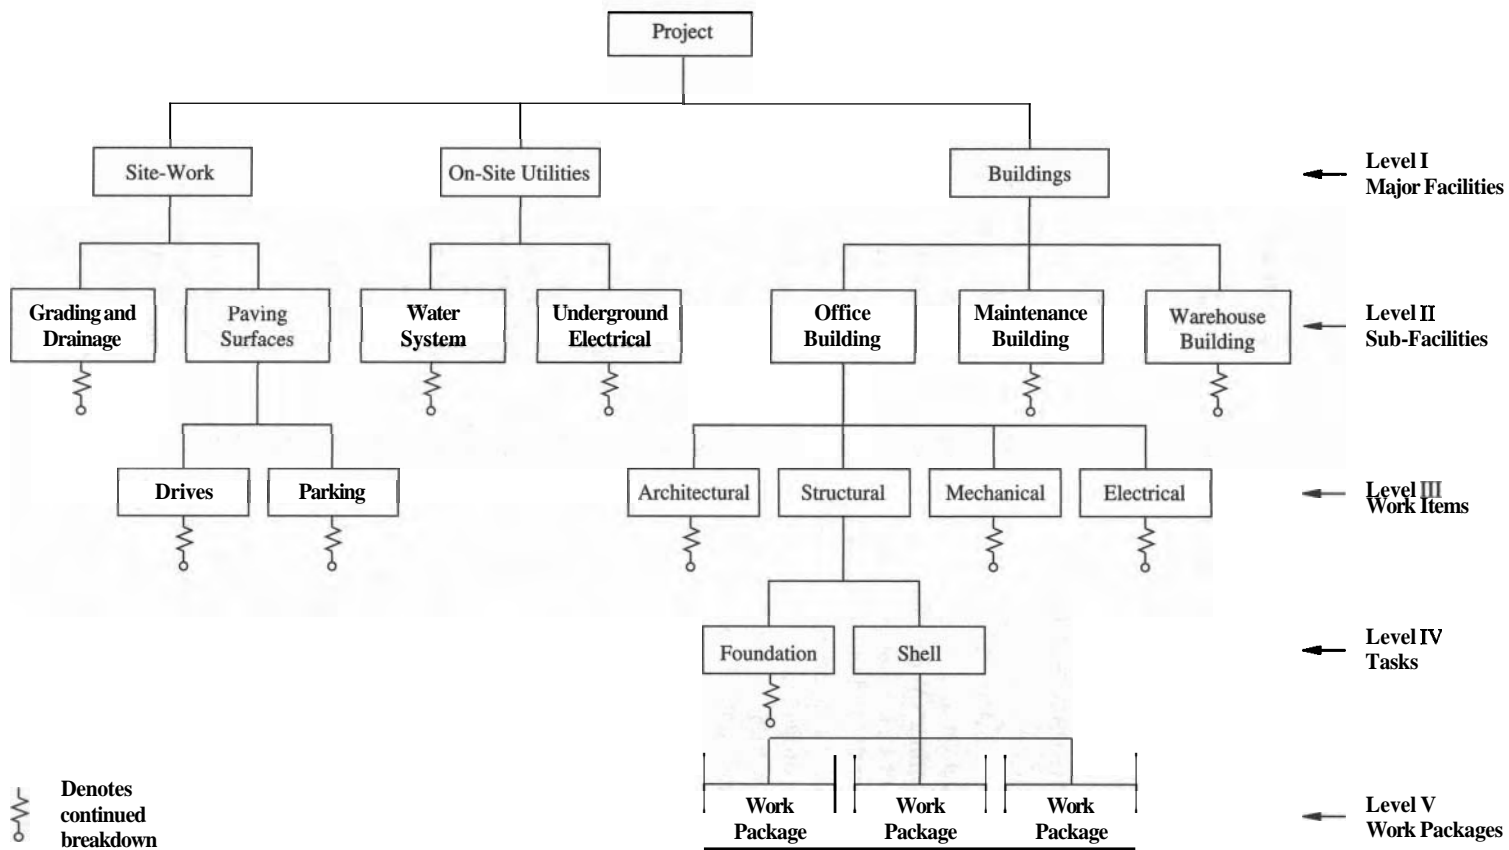 Project
Site-Work
On-Site Utilities
Buildings
Level I
Major Facilities
Grading and
Drainage
Paving
Surfaces
Water
System
Underground
Electrical
Office
Building
Maintenance
Building
Warehouse
Building
Level II
Sub-Facilities
Drives
Parking
Architectural
Structural
Mechanical
Electrical
Level III
Work Items
Foundation
Shell
Level IV
Tasks
Work
Package
Work
Package
Work
Package
Level V
Work Packages
Denotes
continued
breakdown